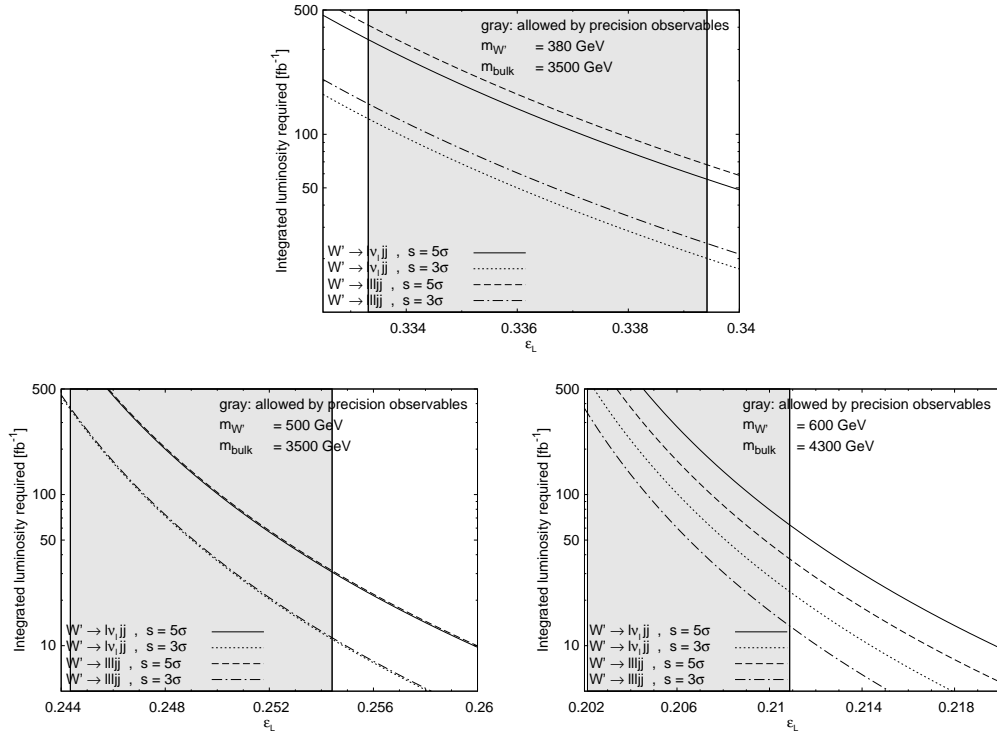 gray: allowed by precision observables
m_W' = 380 GeV
m_bulk = 3500 GeV
Integrated luminosity required [fb⁻¹]
500
100
50
W' → lν_l jj , s = 5σ
W' → lν_l jj , s = 3σ
W' → llljj , s = 5σ
W' → llljj , s = 3σ
0.334 0.336 0.338 0.34
ε_L
gray: allowed by precision observables
m_W' = 500 GeV
m_bulk = 3500 GeV
Integrated luminosity required [fb⁻¹]
500
100
50
10
W' → lν_l jj , s = 5σ
W' → lν_l jj , s = 3σ
W' → llljj , s = 5σ
W' → llljj , s = 3σ
0.244 0.248 0.252 0.256 0.26
ε_L
gray: allowed by precision observables
m_W' = 600 GeV
m_bulk = 4300 GeV
Integrated luminosity required [fb⁻¹]
500
100
50
10
W' → lν_l jj , s = 5σ
W' → lν_l jj , s = 3σ
W' → llljj , s = 5σ
W' → llljj , s = 3σ
0.202 0.206 0.21 0.214 0.218
ε_L